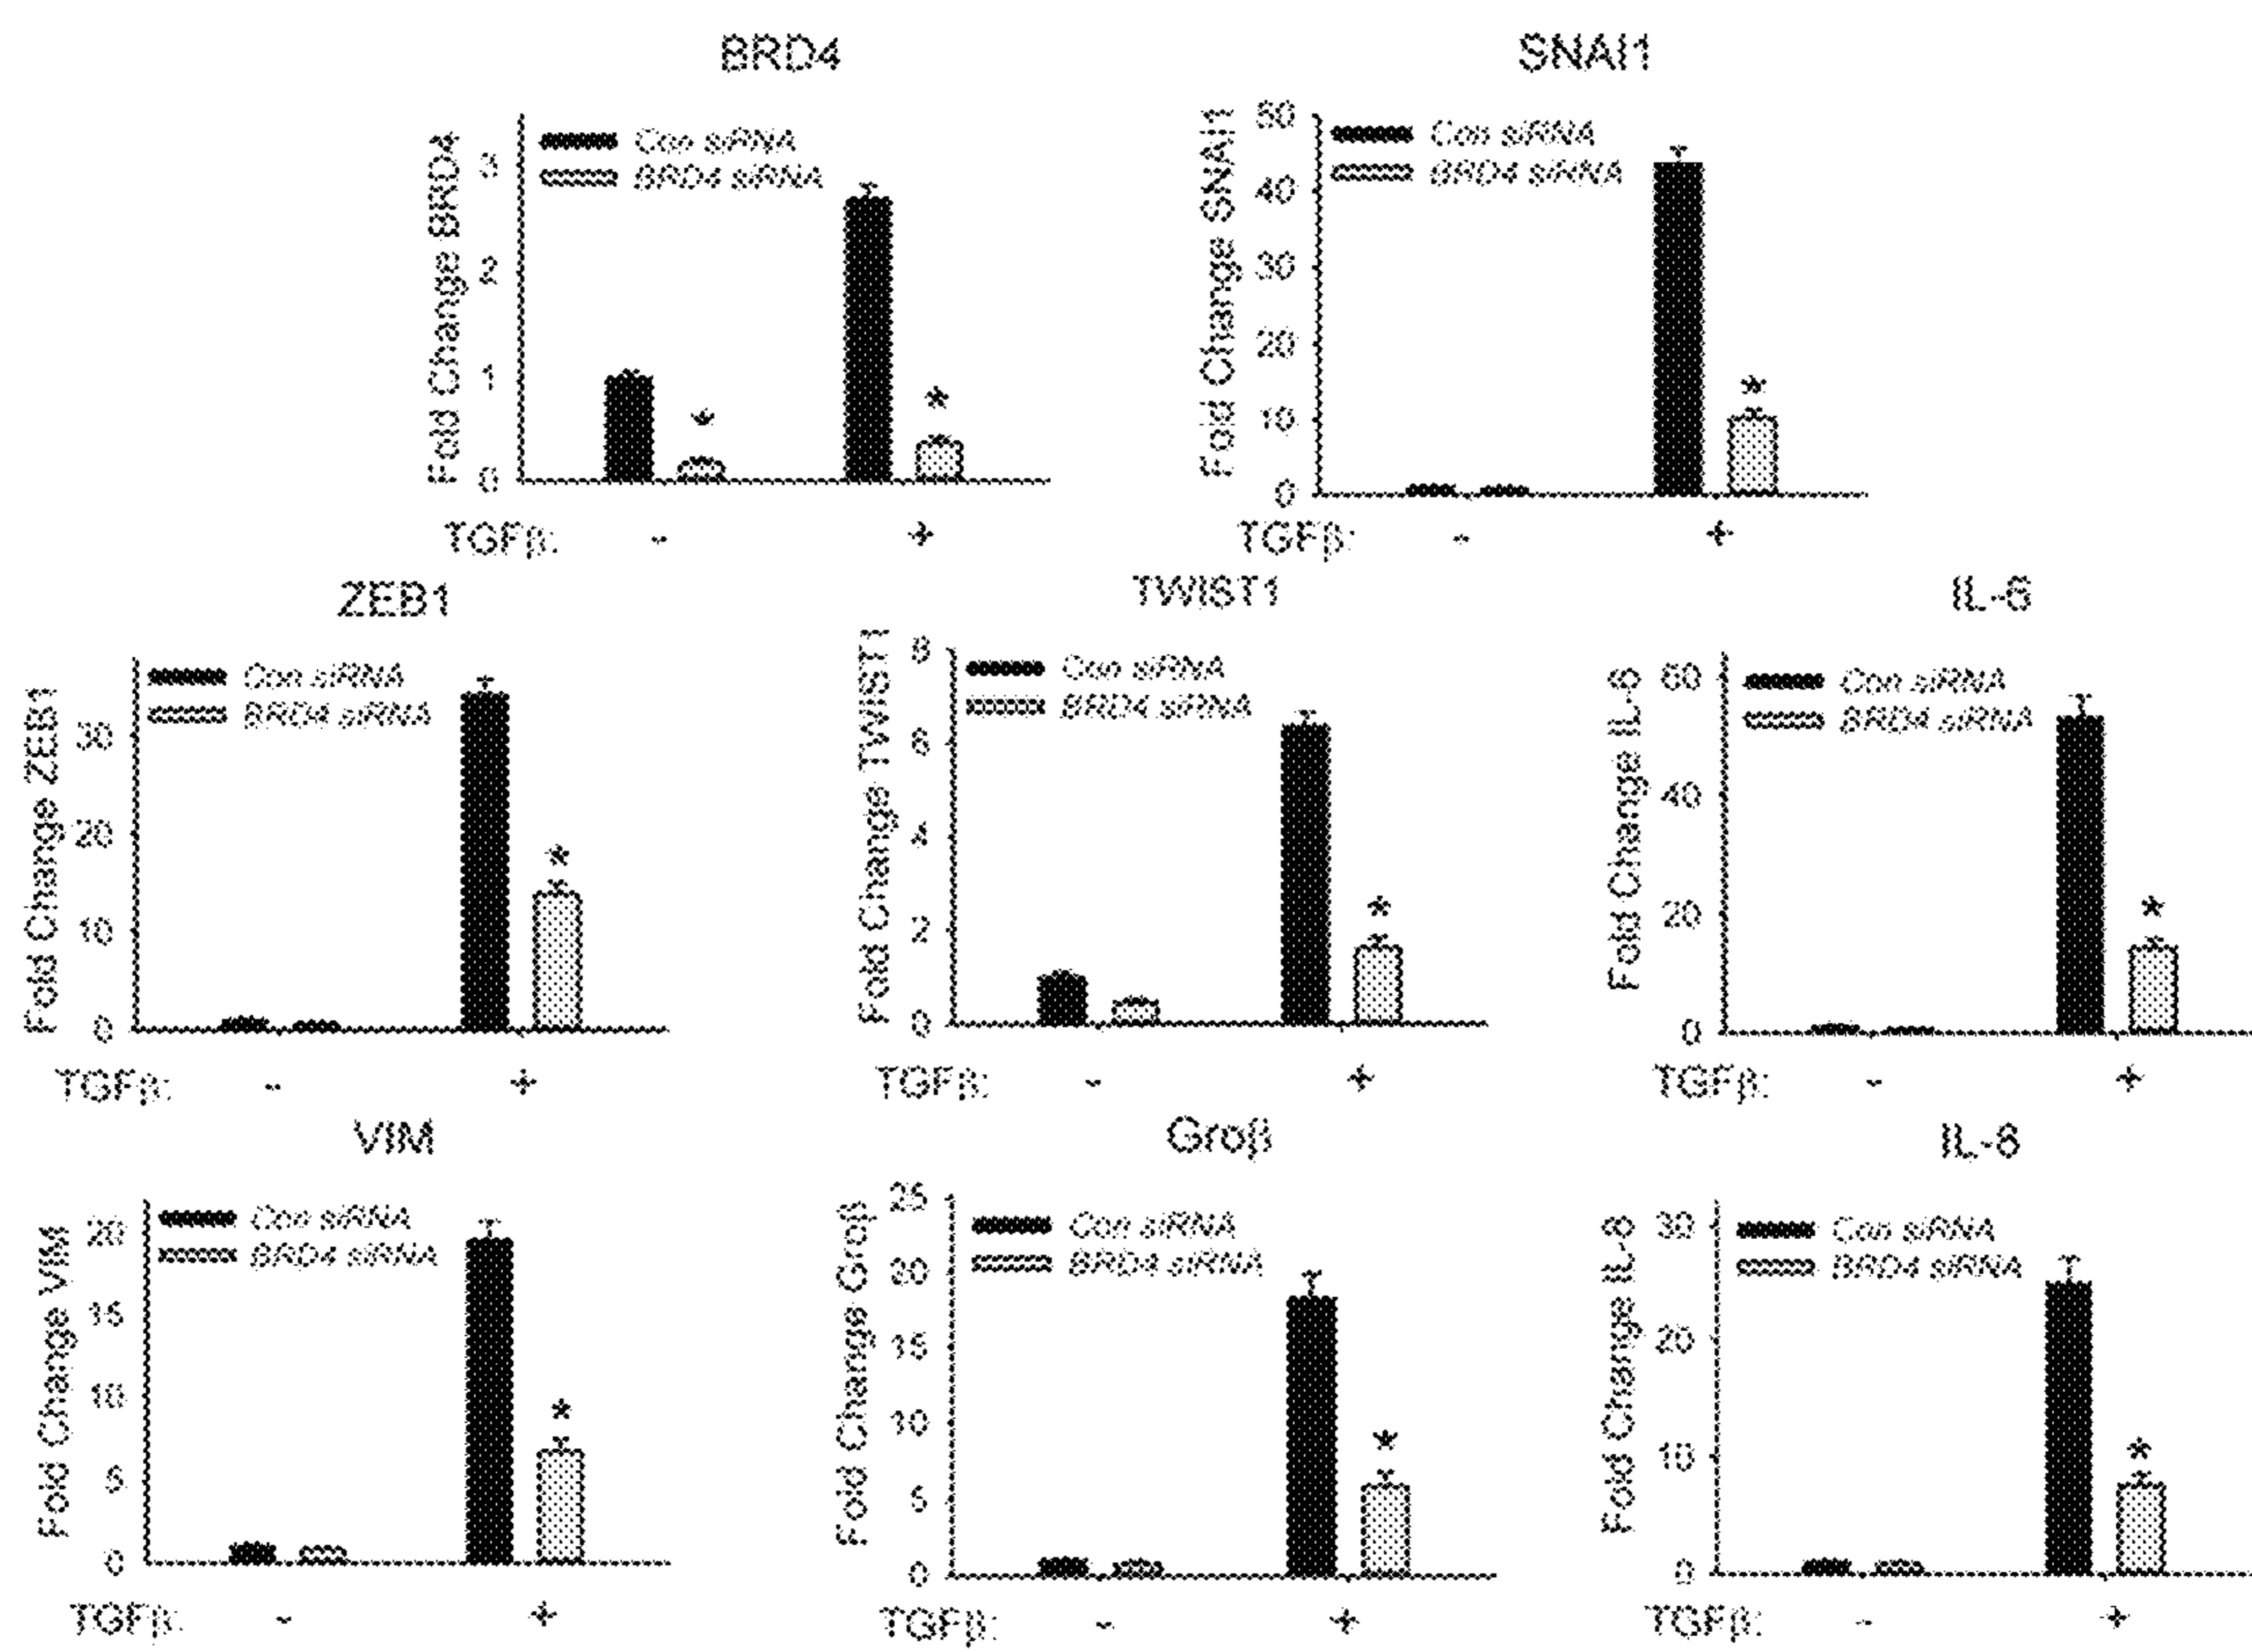 BRD4
Fold Change BRD4
3
2
1
0
Con siRNA
BRD4 siRNA
TGFβ: - +
SNAI1
Fold Change SNAI1
50
40
30
20
10
0
Con siRNA
BRD4 siRNA
*
*
*
TGFβ: - +
ZEB1
Fold Change ZEB1
30
20
10
0
Con siRNA
BRD4 siRNA
*
TGFβ: - +
TWIST1
Fold Change TWIST1
8
6
4
2
0
Con siRNA
BRD4 siRNA
*
TGFβ: - +
IL-6
Fold Change IL-6
60
40
20
0
Con siRNA
BRD4 siRNA
*
TGFβ: - +
VIM
Fold Change VIM
20
15
10
5
0
Con siRNA
BRD4 siRNA
*
TGFβ: - +
Groβ
Fold Change Groβ
25
20
15
10
5
0
Con siRNA
BRD4 siRNA
*
TGFβ: - +
IL-8
Fold Change IL-8
30
20
10
0
Con siRNA
BRD4 siRNA
*
TGFβ: - +